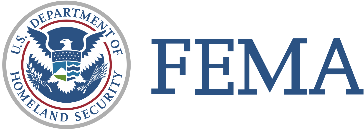 U.S. DEPARTMENT OF
HOMELAND SECURITY
FEMA